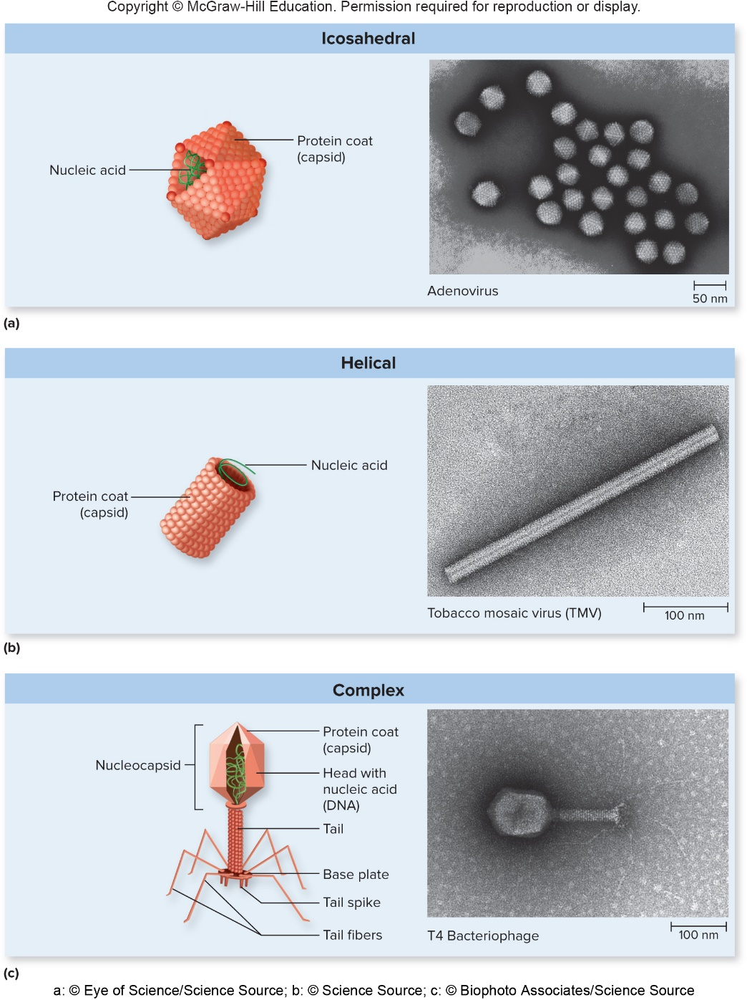 Copyright © McGraw-Hill Education. Permission required for reproduction or display.
Icosahedral
Protein coat
(capsid)
Nucleic acid
Adenovirus
50 nm
(a)
Helical
Nucleic acid
Protein coat
(capsid)
Tobacco mosaic virus (TMV)
100 nm
(b)
Complex
Protein coat
(capsid)
Nucleocapsid
Head with
nucleic acid
(DNA)
Tail
Base plate
Tail spike
Tail fibers
T4 Bacteriophage
100 nm
(c)
a: © Eye of Science/Science Source; b: © Science Source; c: © Biophoto Associates/Science Source